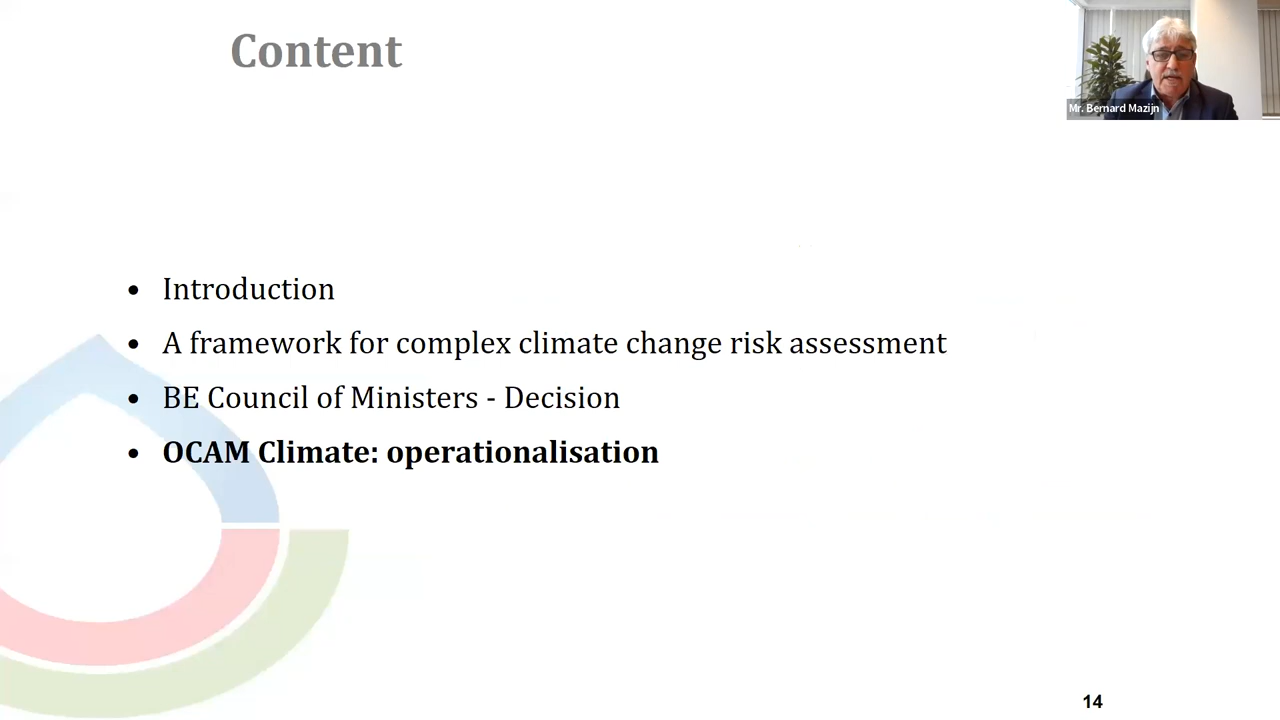 Content
Mr. Bernard Mazijn
• Introduction
• A framework for complex climate change risk assessment
• BE Council of Ministers - Decision
• OCAM Climate: operationalisation
14